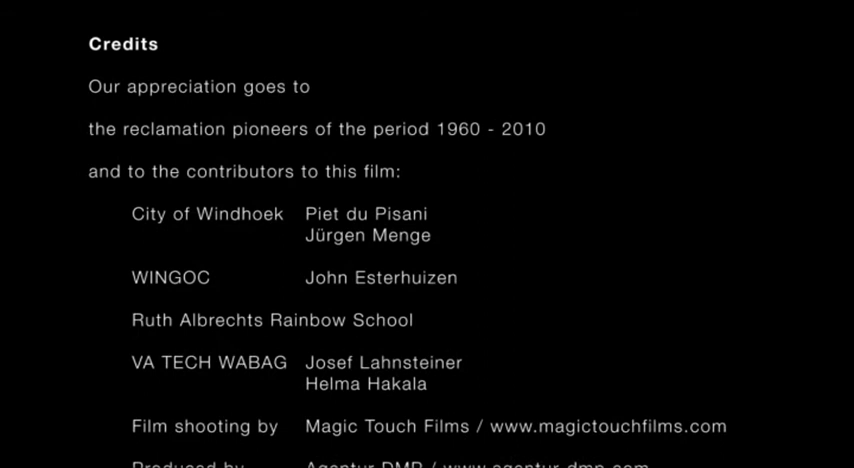 Credits
Our appreciation goes to
the reclamation pioneers of the period 1960 - 2010
and to the contributors to this film:
City of Windhoek Piet du Pisani
Jürgen Menge
WINGOC John Esterhuizen
Ruth Albrechts Rainbow School
VA TECH WABAG Josef Lahnsteiner
Helma Hakala
Film shooting by Magic Touch Films / www.magictouchfilms.com
Produced by Agentur DMP / www.agentur-dmp.com